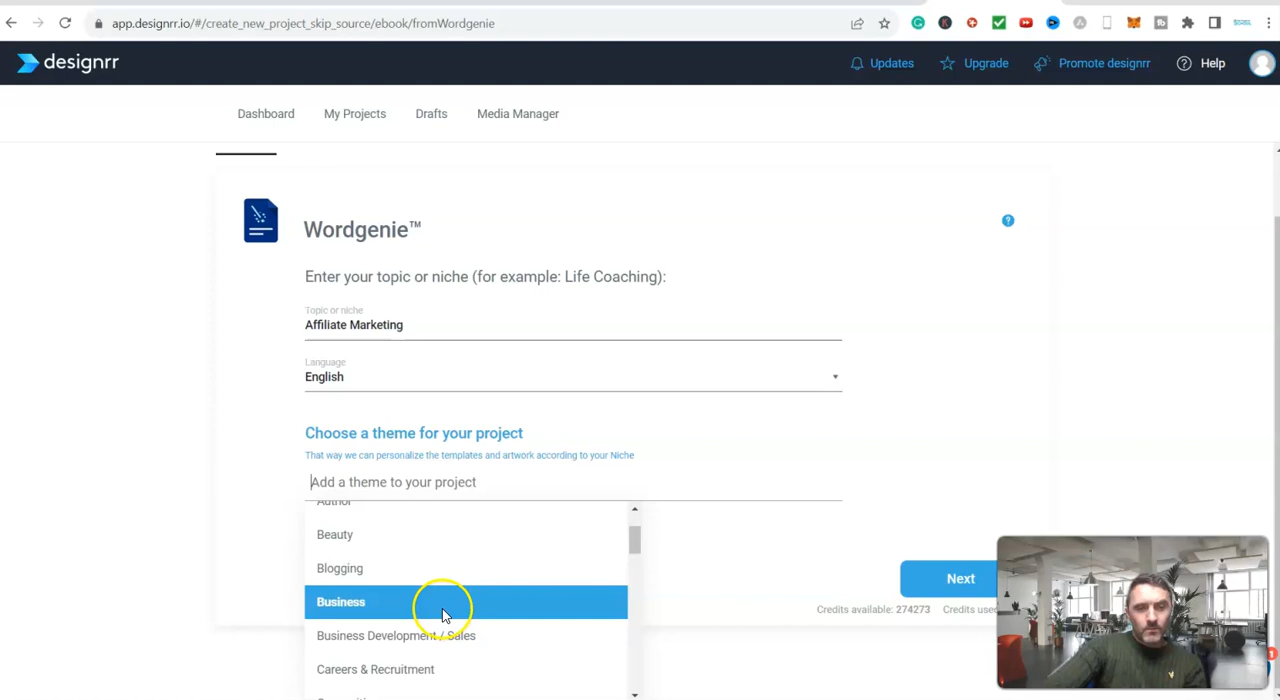 app.designrr.io/#/create_new_project_skip_source/ebook/fromWordgenie
designrr
Updates
Upgrade
Promote designrr
Help
Dashboard
My Projects
Drafts
Media Manager
Wordgenie™
Enter your topic or niche (for example: Life Coaching):
Topic or niche
Affiliate Marketing
Language
English
Choose a theme for your project
That way we can personalize the templates and artwork according to your Niche
Add a theme to your project
Author
Beauty
Blogging
Business
Business Development / Sales
Careers & Recruitment
Next
Credits available: 274273
Credits used